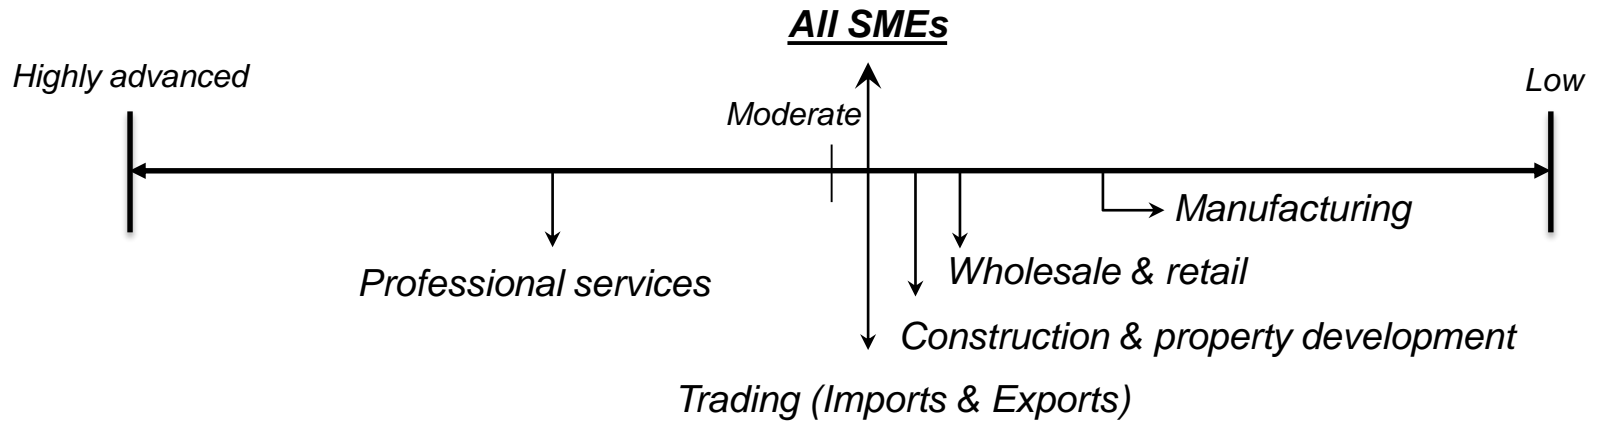 All SMEs
Highly advanced
Low
Moderate
Manufacturing
Wholesale & retail
Professional services
Construction & property development
Trading (Imports & Exports)